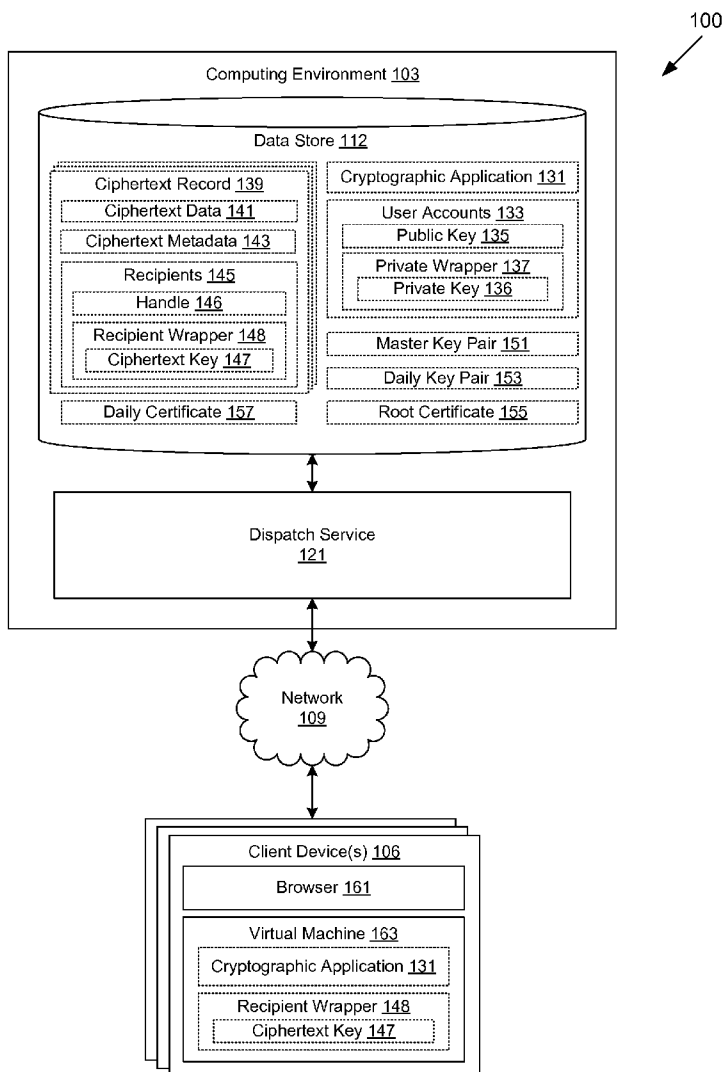 100
Computing Environment 103
Data Store 112
Ciphertext Record 139
Ciphertext Data 141
Ciphertext Metadata 143
Recipients 145
Handle 146
Recipient Wrapper 148
Ciphertext Key 147
Daily Certificate 157
Cryptographic Application 131
User Accounts 133
Public Key 135
Private Wrapper 137
Private Key 136
Master Key Pair 151
Daily Key Pair 153
Root Certificate 155
Dispatch Service
121
Network
109
Client Device(s) 106
Browser 161
Virtual Machine 163
Cryptographic Application 131
Recipient Wrapper 148
Ciphertext Key 147